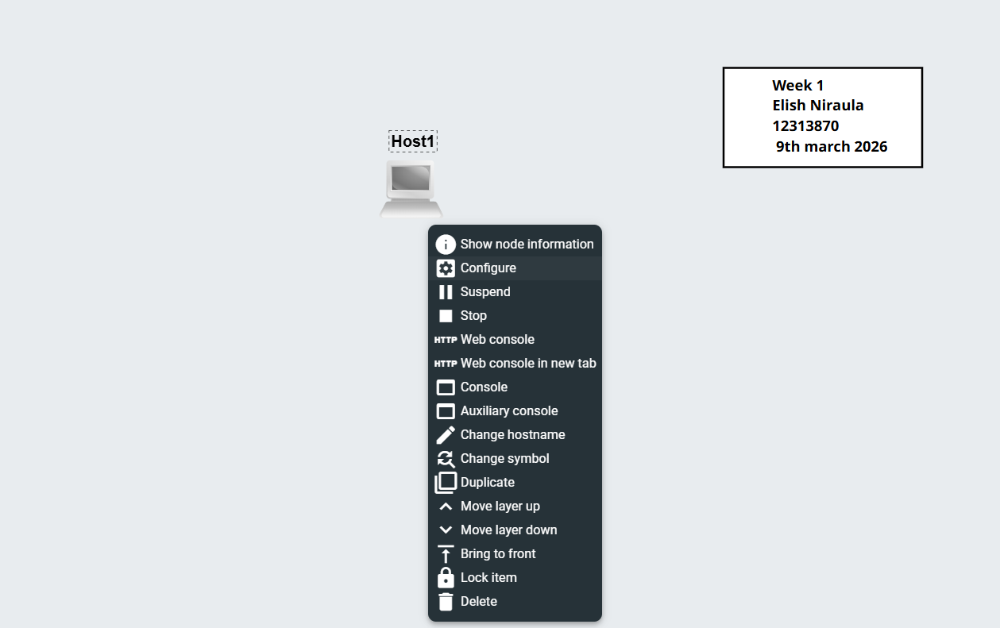 Week 1
Elish Niraula
12313870
9th march 2026
Host1
Show node information
Configure
Suspend
Stop
HTTP Web console
HTTP Web console in new tab
Console
Auxiliary console
Change hostname
Change symbol
Duplicate
Move layer up
Move layer down
Bring to front
Lock item
Delete